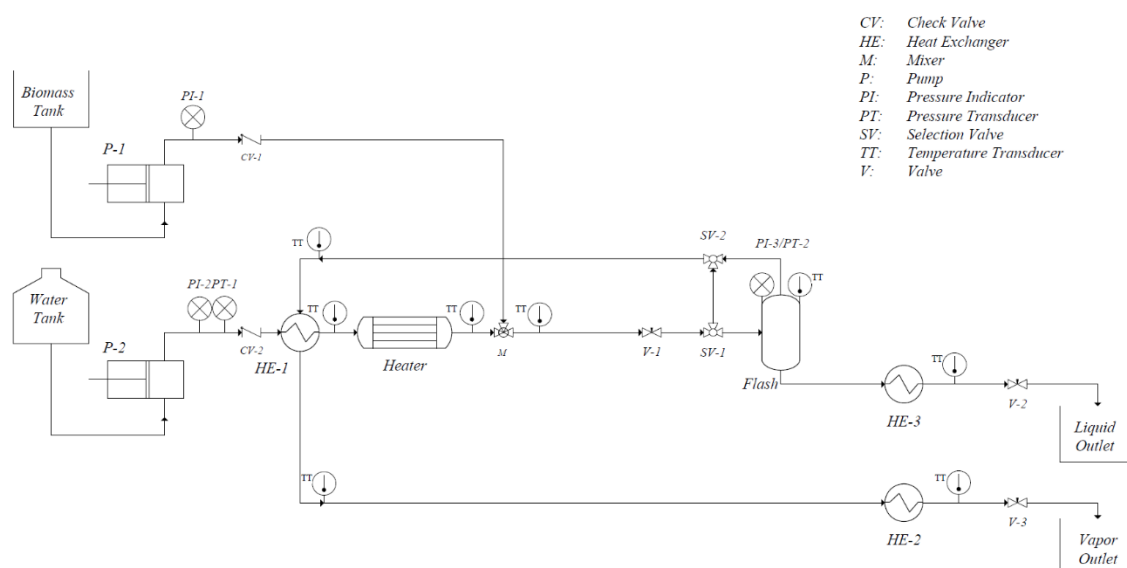 CV: Check Valve
HE: Heat Exchanger
M: Mixer
P: Pump
PI: Pressure Indicator
PT: Pressure Transducer
SV: Selection Valve
TT: Temperature Transducer
V: Valve
Biomass
Tank
PI-1
P-1
CV-1
TT
SV-2
PI-3/PT-2
TT
Water
Tank
PI-2PT-1
TT
TT
TT
P-2
CV-2
HE-1
Heater
M
V-1
SV-1
Flash
TT
HE-3
V-2
Liquid
Outlet
TT
TT
HE-2
V-3
Vapor
Outlet